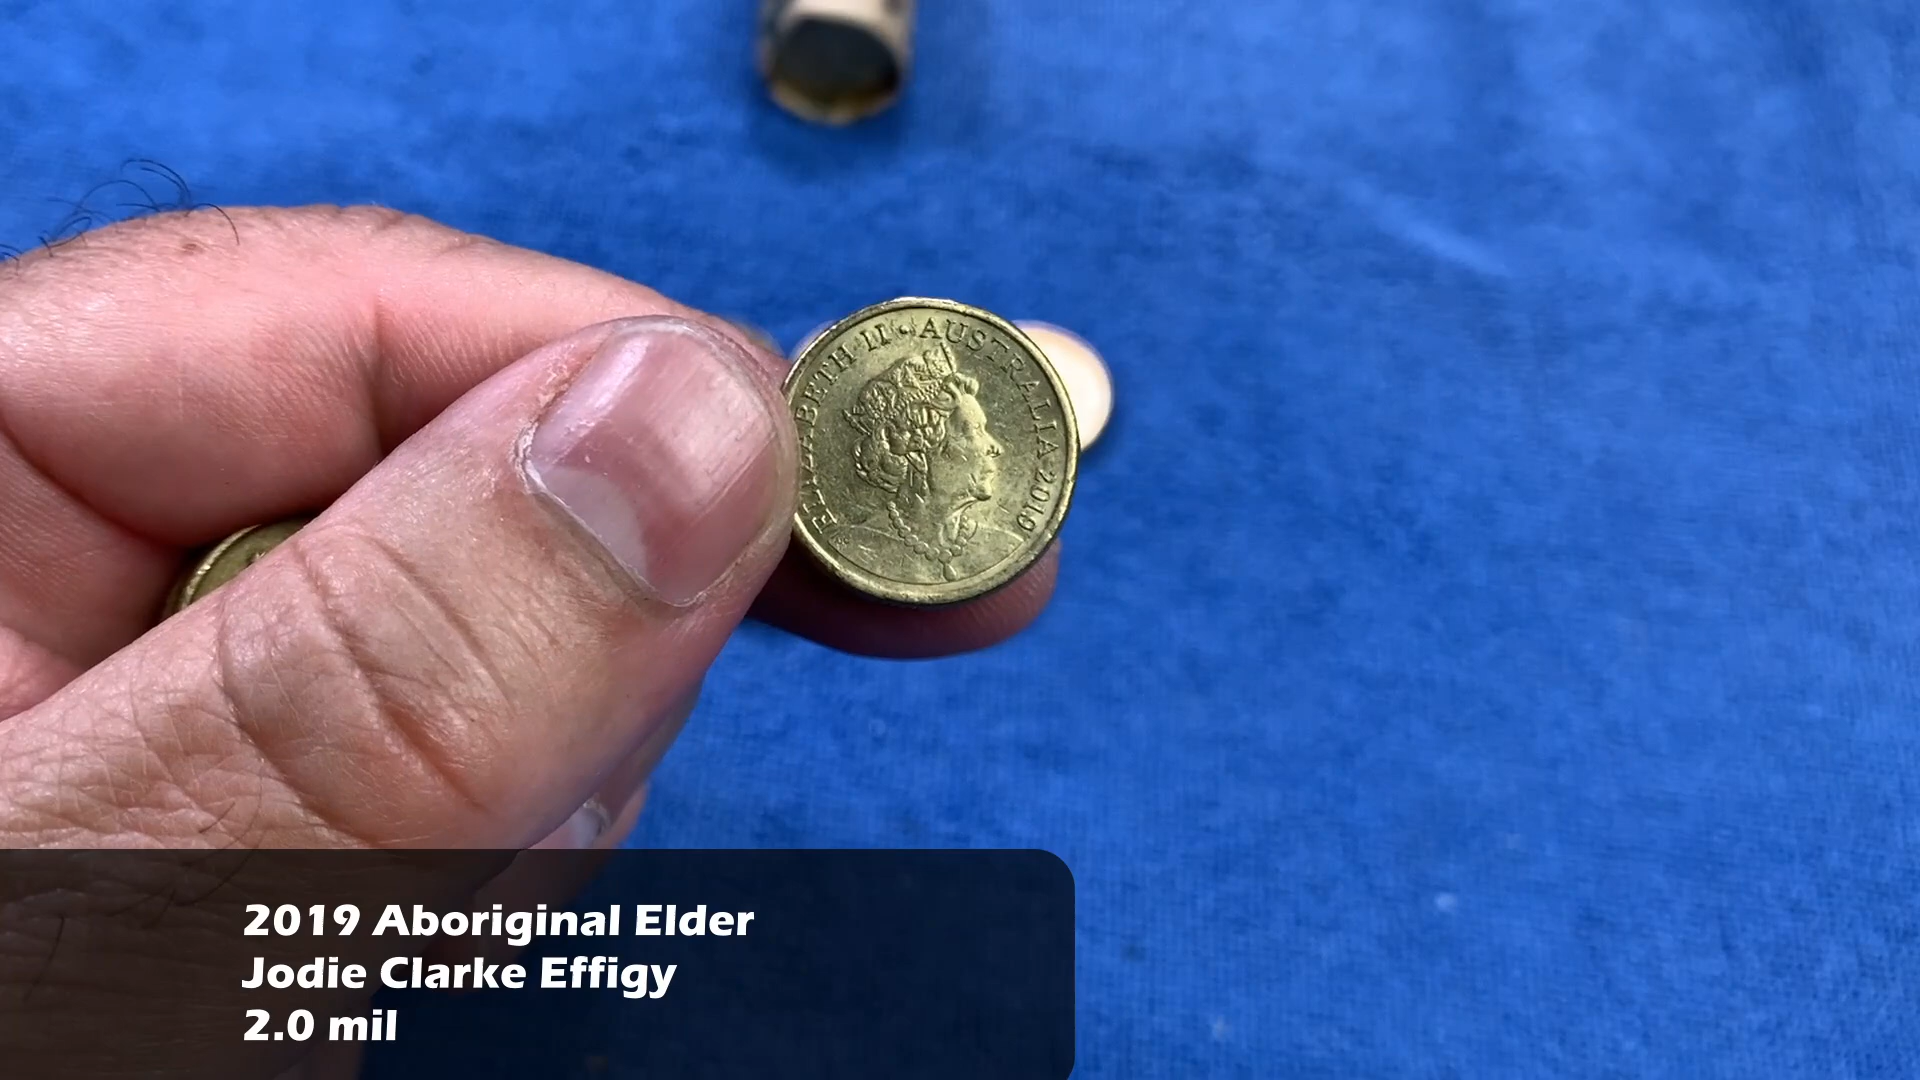 ELIZABETH II • AUSTRALIA 2019
2019 Aboriginal Elder
Jodie Clarke Effigy
2.0 mil